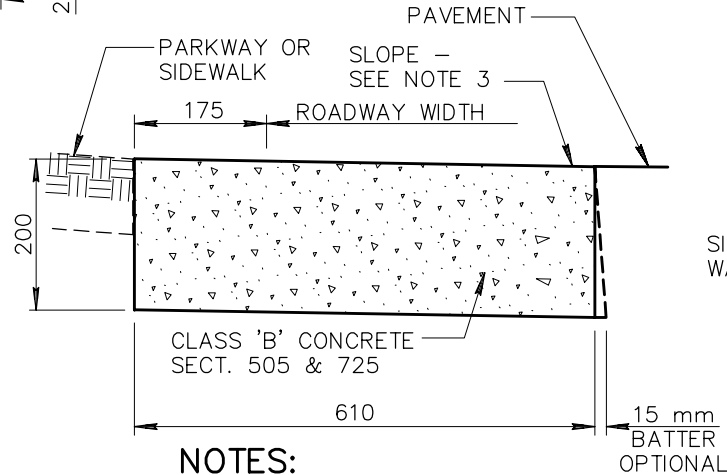 2
PAVEMENT
PARKWAY OR
SIDEWALK
SLOPE –
SEE NOTE 3
175
ROADWAY WIDTH
200
CLASS 'B' CONCRETE
SECT. 505 & 725
610
15 mm
BATTER
OPTIONAL
NOTES: